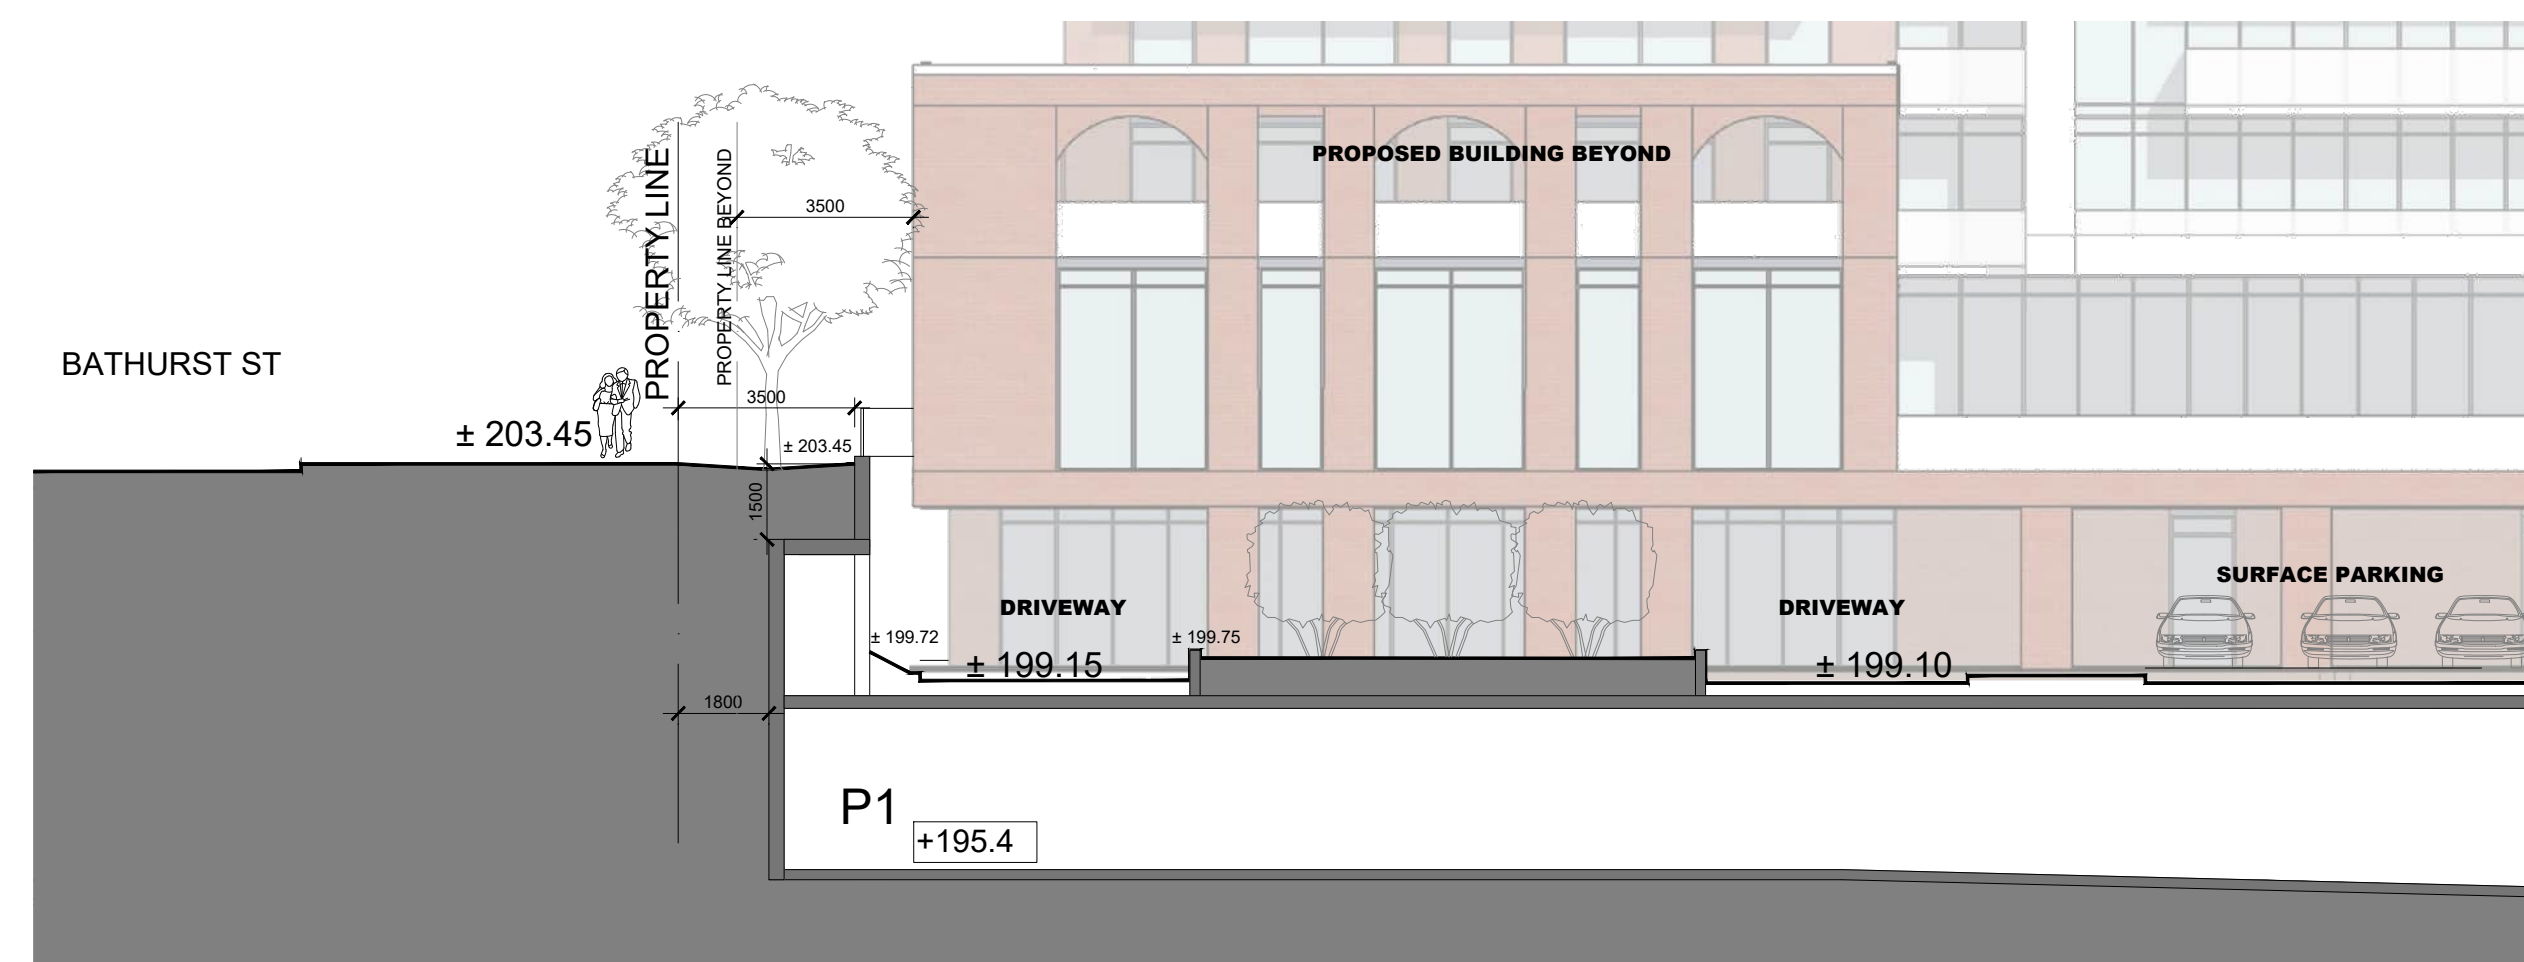 PROPOSED BUILDING BEYOND
PROPERTY LINE
PROPERTY LINE BEYOND
3500
BATHURST ST
3500
± 203.45
± 203.45
1500
SURFACE PARKING
DRIVEWAY
DRIVEWAY
± 199.72
± 199.75
± 199.15
± 199.10
1800
P1
+195.4